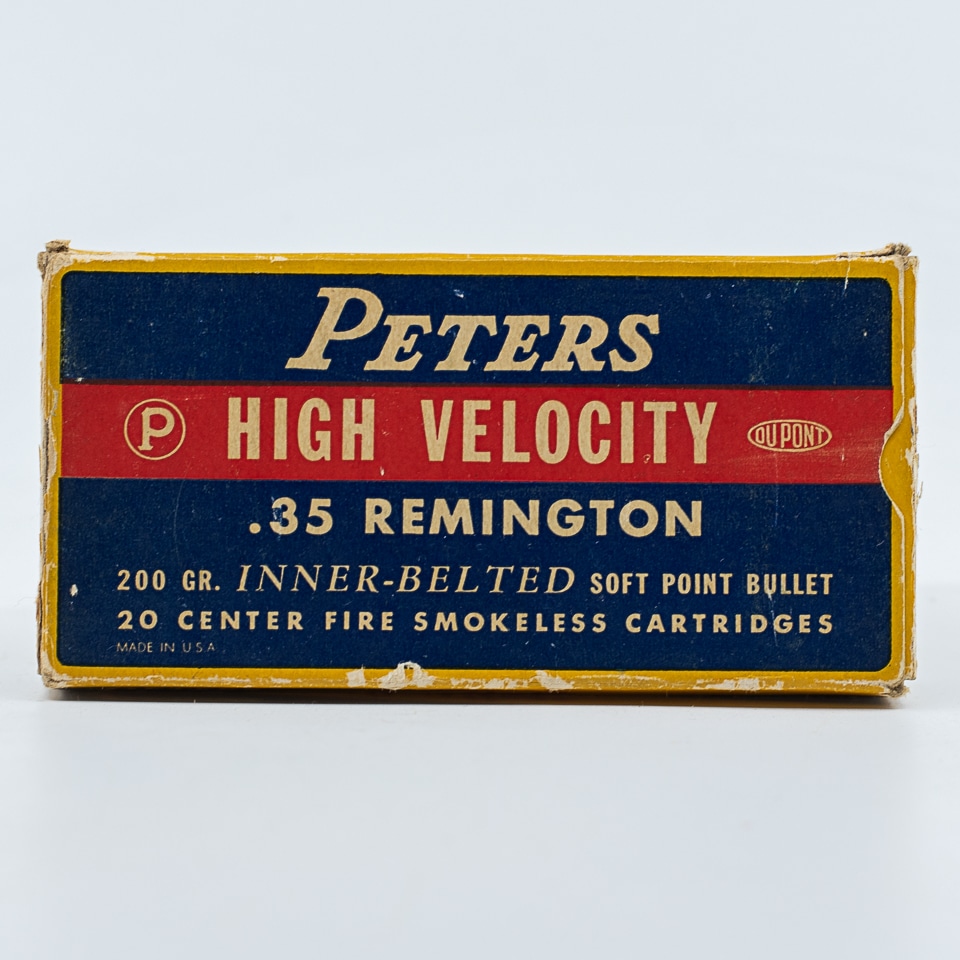 PETERS
P HIGH VELOCITY DU PONT
.35 REMINGTON
200 GR. INNER-BELTED SOFT POINT BULLET
20 CENTER FIRE SMOKELESS CARTRIDGES
MADE IN U S A